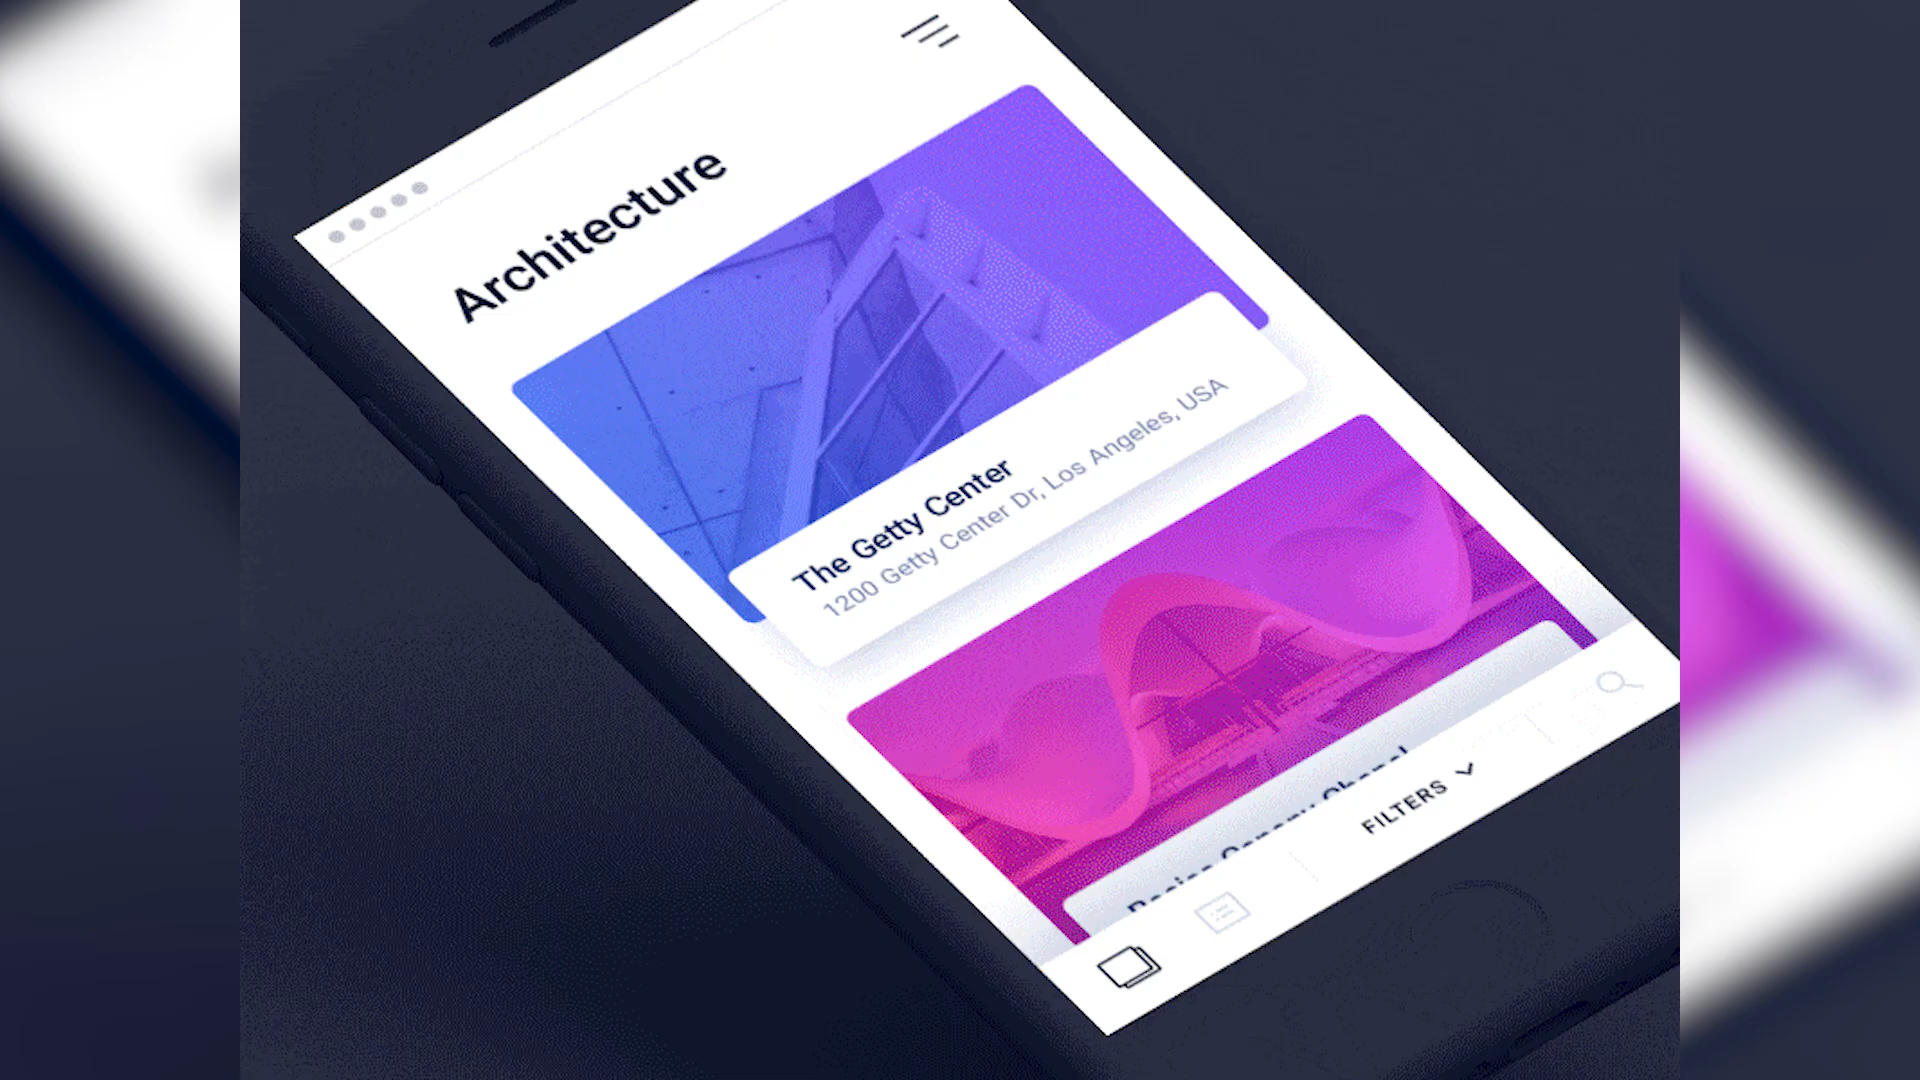 Architecture
The Getty Center
1200 Getty Center Dr, Los Angeles, USA
FILTERS